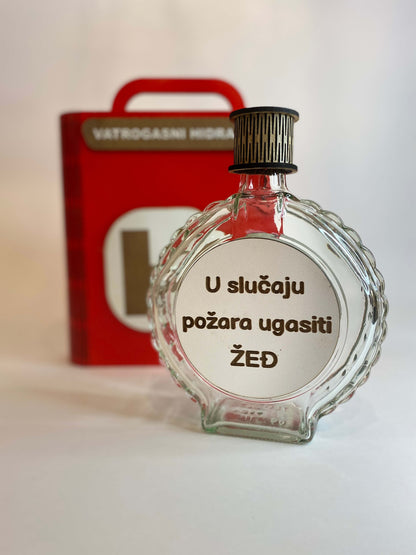 VATROGASNI HIDRA
U slučaju
požara ugasiti
ŽEĐ